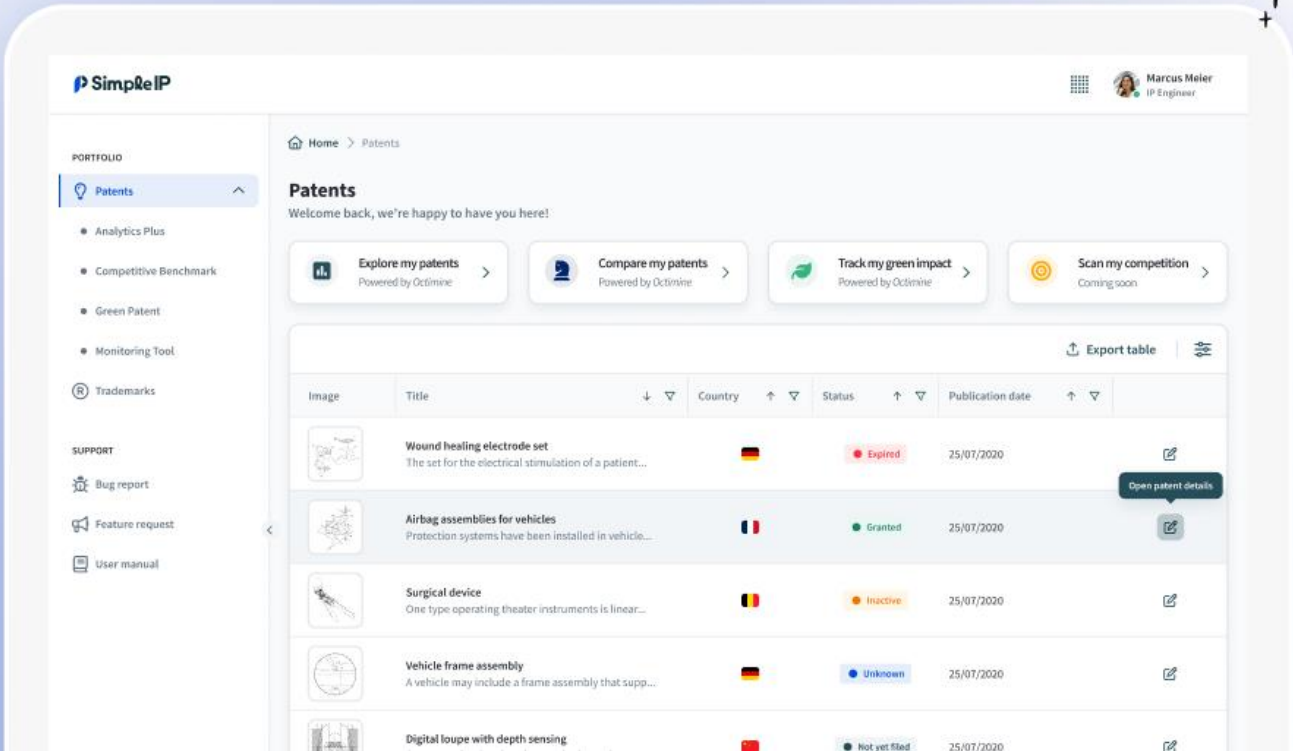 SimpleIP
Marcus Meier
IP Engineer
PORTFOLIO
Patents
Analytics Plus
Competitive Benchmark
Green Patent
Monitoring Tool
Trademarks
SUPPORT
Bug report
Feature request
User manual
Home > Patents
Patents
Welcome back, we're happy to have you here!
Explore my patents
Powered by Octimine
Compare my patents
Powered by Octimine
Track my green impact
Powered by Octimine
Scan my competition
Coming soon
Export table
Image Title Country Status Publication date
Wound healing electrode set
The set for the electrical stimulation of a patient...
Expired 25/07/2020
Open patent details
Airbag assemblies for vehicles
Protection systems have been installed in vehicle...
Granted 25/07/2020
Surgical device
One type operating theater instruments is linear...
Inactive 25/07/2020
Vehicle frame assembly
A vehicle may include a frame assembly that supp...
Unknown 25/07/2020
Digital loupe with depth sensing
Not yet filed 25/07/2020